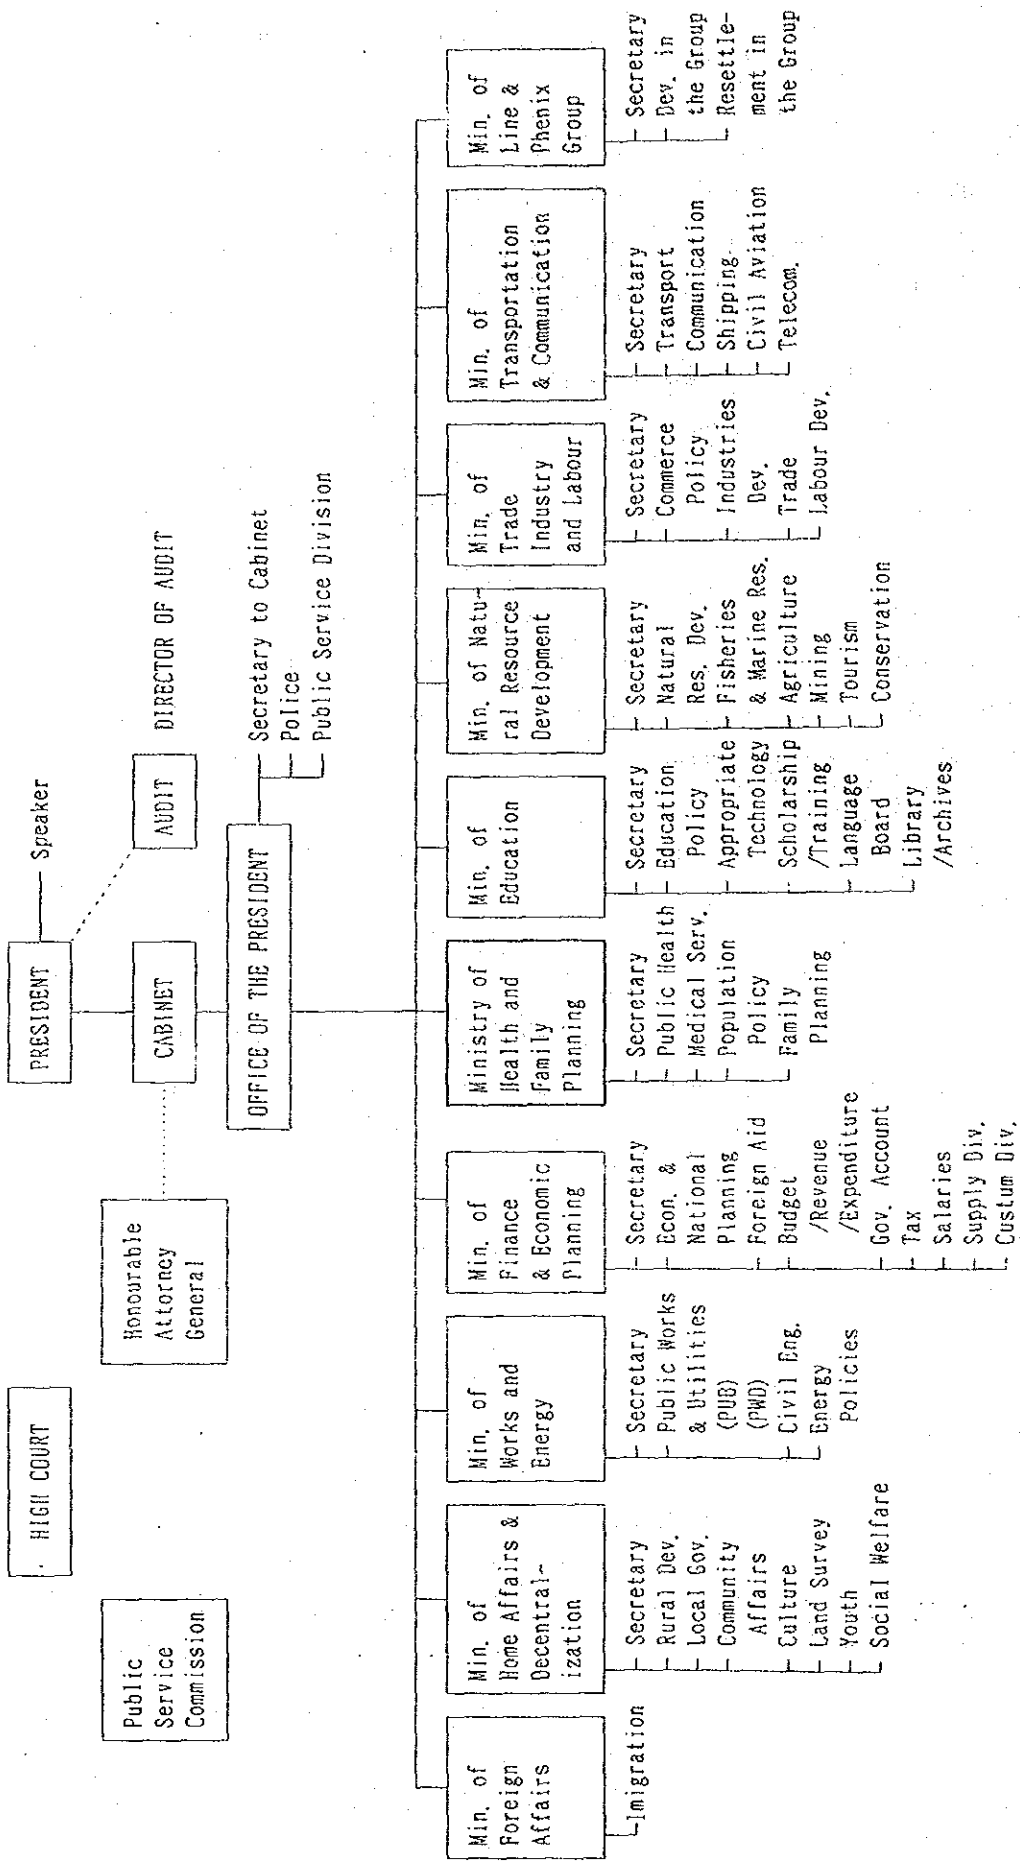 HIGH COURT
PRESIDENT
Speaker
Public
Service
Commission
Honourable
Attorney
General
CABINET
AUDIT
DIRECTOR OF AUDIT
OFFICE OF THE PRESIDENT
Secretary to Cabinet
Police
Public Service Division
Min. of
Foreign
Affairs
Imigration
Min. of
Home Affairs &
Decentral-
ization
Secretary
Rural Dev.
Local Gov.
Community
Affairs
Culture
Land Survey
Youth
Social Welfare
Min. of
Works and
Energy
Secretary
Public Works
& Utilities
(PUB)
(PWD)
Civil Eng.
Energy
Policies
Min. of
Finance
& Economic
Planning
Secretary
Econ. &
National
Planning
Foreign Aid
Budget
/Revenue
/Expenditure
Gov. Account
Tax
Salaries
Supply Div.
Custum Div.
Ministry of
Health and
Family
Planning
Secretary
Public Health
Medical Serv.
Population
Policy
Family
Planning
Min. of
Education
Secretary
Education
Policy
Appropriate
Technology
Scholarship
/Training
Language
Board
Library
/Archives
Min. of Natu-
ral Resource
Development
Secretary
Natural
Res. Dev.
Fisheries
& Marine Res.
Agriculture
Mining
Tourism
Conservation
Min. of
Trade
Industry
and Labour
Secretary
Commerce
Policy
Industries
Dev.
Trade
Labour Dev.
Min. of
Transportation
& Communication
Secretary
Transport
Communication
Shipping
Civil Aviation
Telecom.
Min. of
Line &
Phenix
Group
Secretary
Dev. in
the Group
Resettle-
ment in
the Group